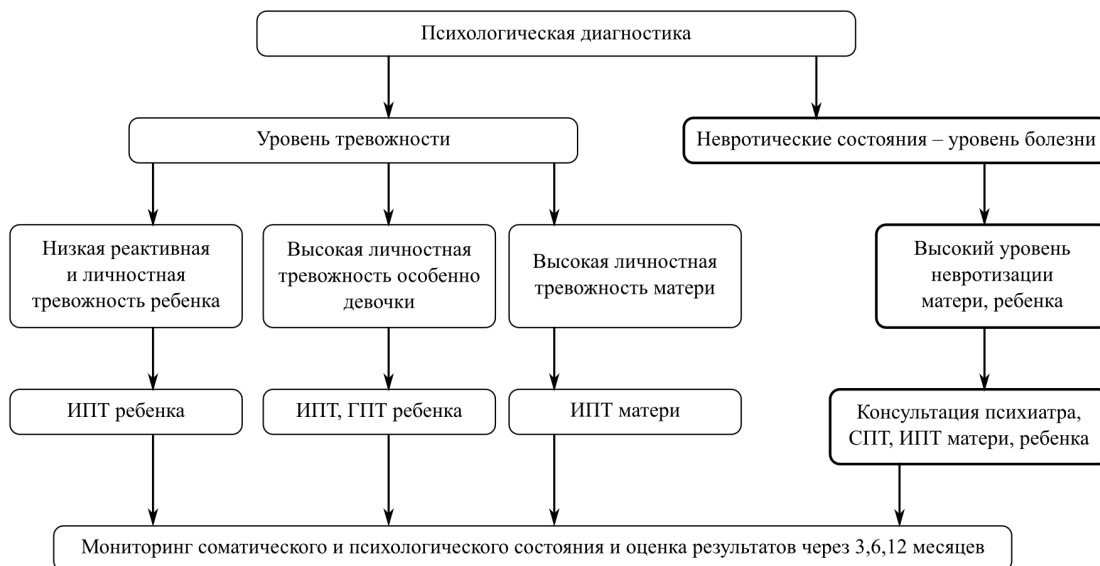 Психологическая диагностика
Уровень тревожности
Невротические состояния – уровень болезни
Низкая реактивная
и личностная
тревожность ребенка
Высокая личностная
тревожность особенно
девочки
Высокая личностная
тревожность матери
Высокий уровень
невротизации
матери, ребенка
ИПТ ребенка
ИПТ, ГПТ ребенка
ИПТ матери
Консультация психиатра,
СПТ, ИПТ матери, ребенка
Мониторинг соматического и психологического состояния и оценка результатов через 3,6,12 месяцев